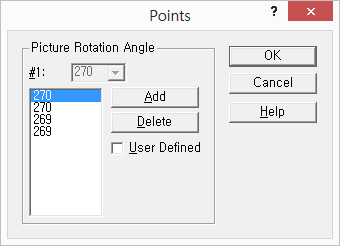 Points
?
Picture Rotation Angle
#1: 270
270
270
269
269
Add
Delete
User Defined
OK
Cancel
Help